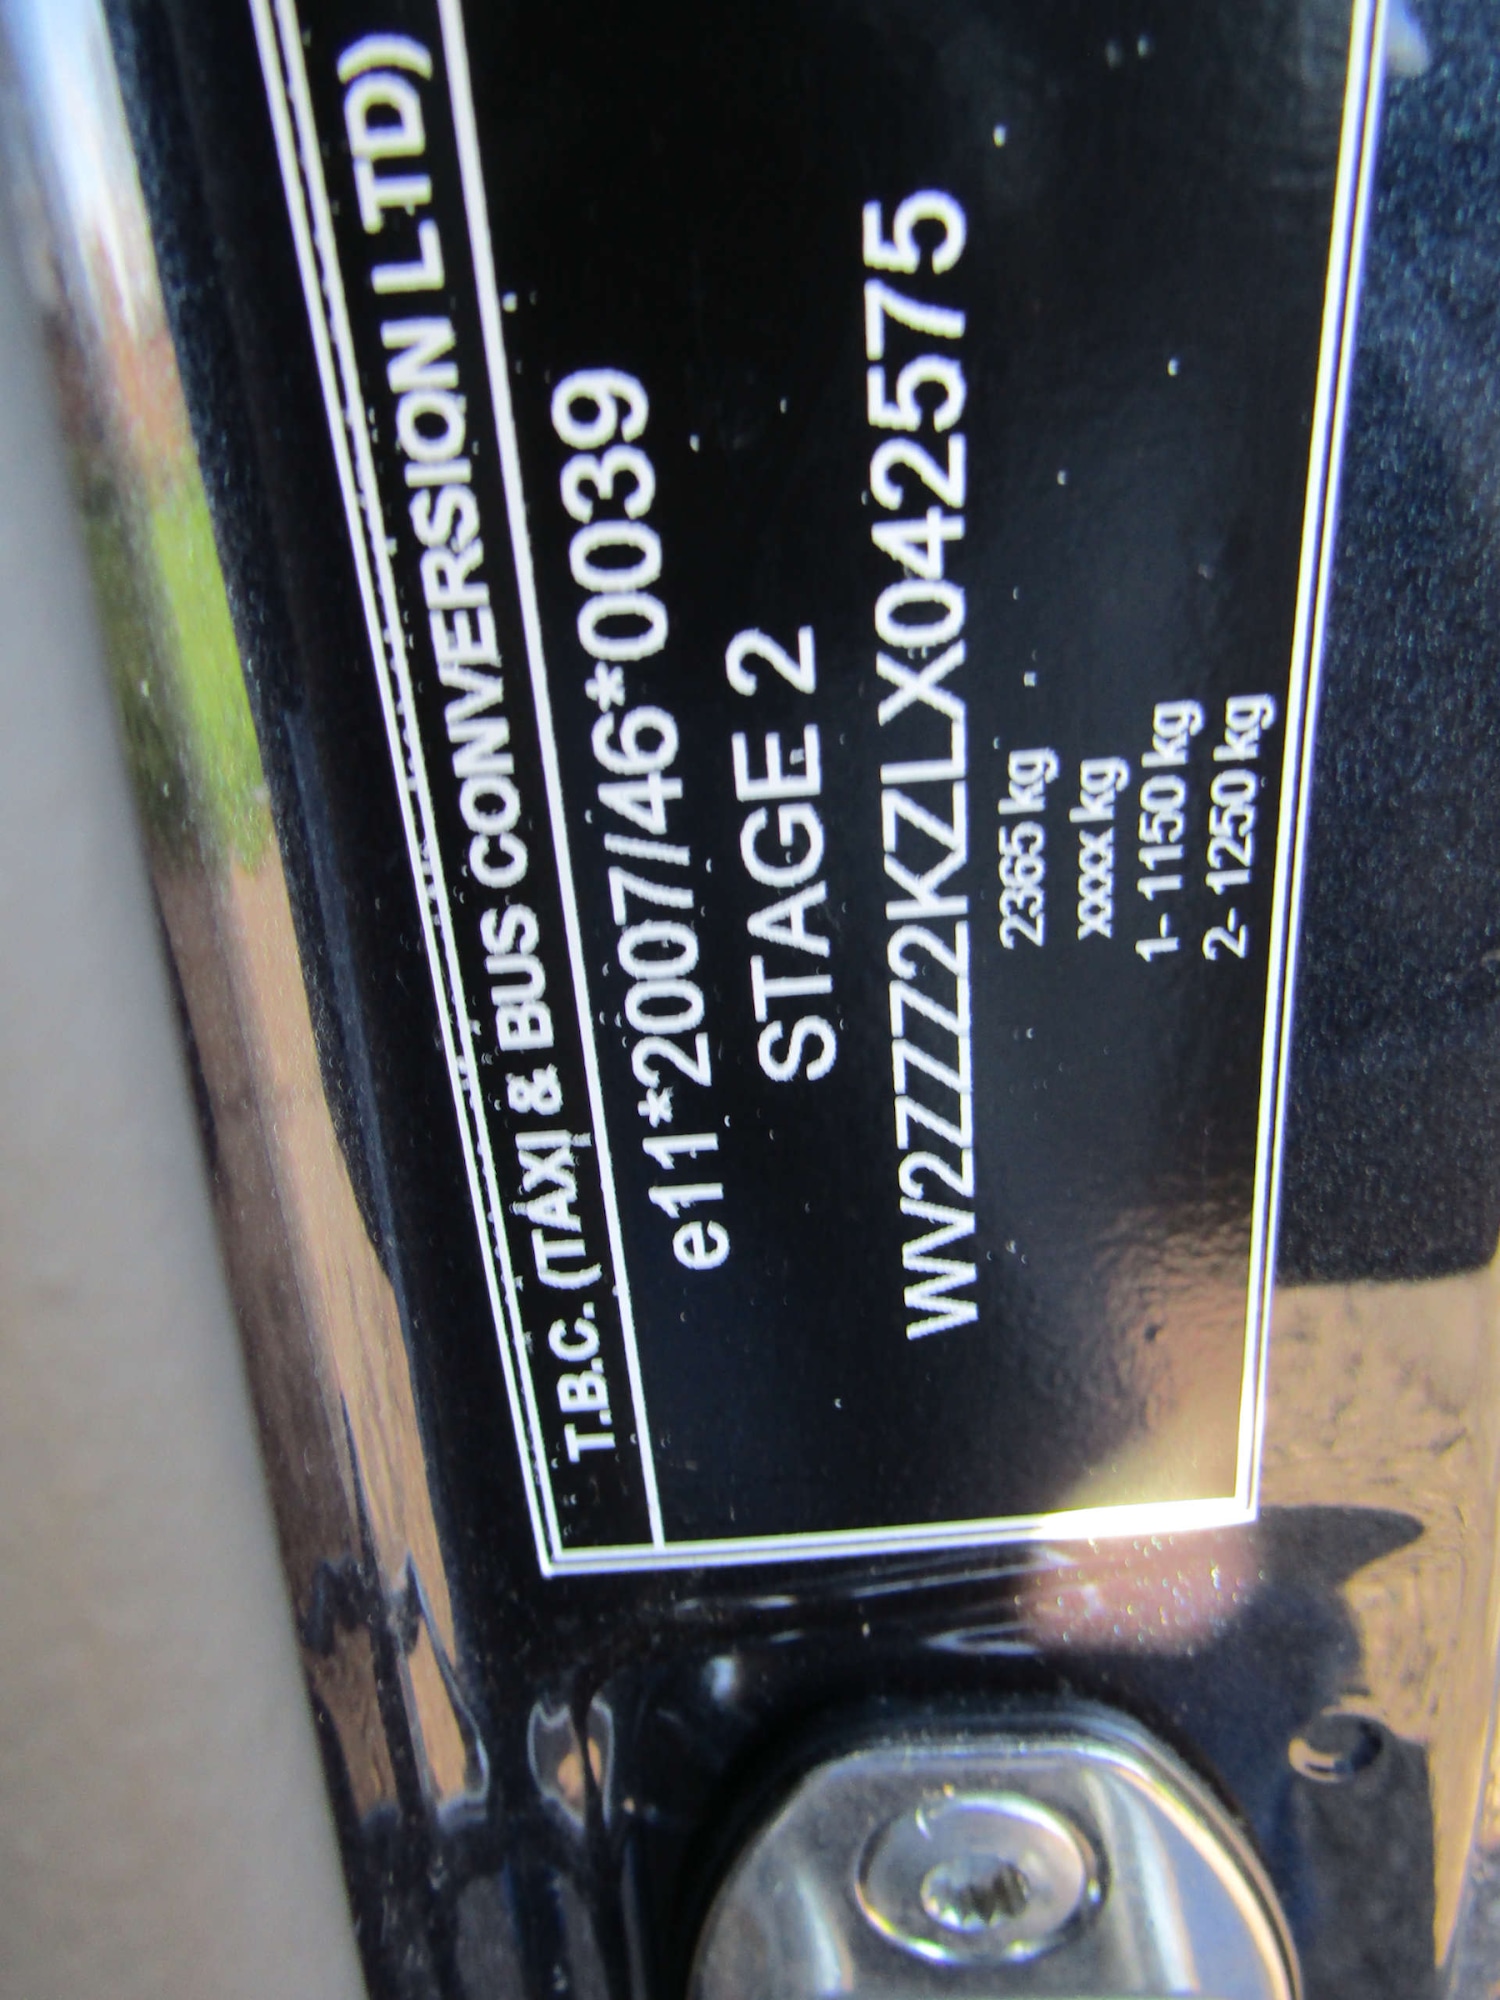 T.B.C. (TAXI & BUS CONVERSION LTD)
e11*2007/46*0039
STAGE 2
WV2ZZZ2KZLX042575
2365 kg
xxxx kg
1- 1150 kg
2- 1250 kg